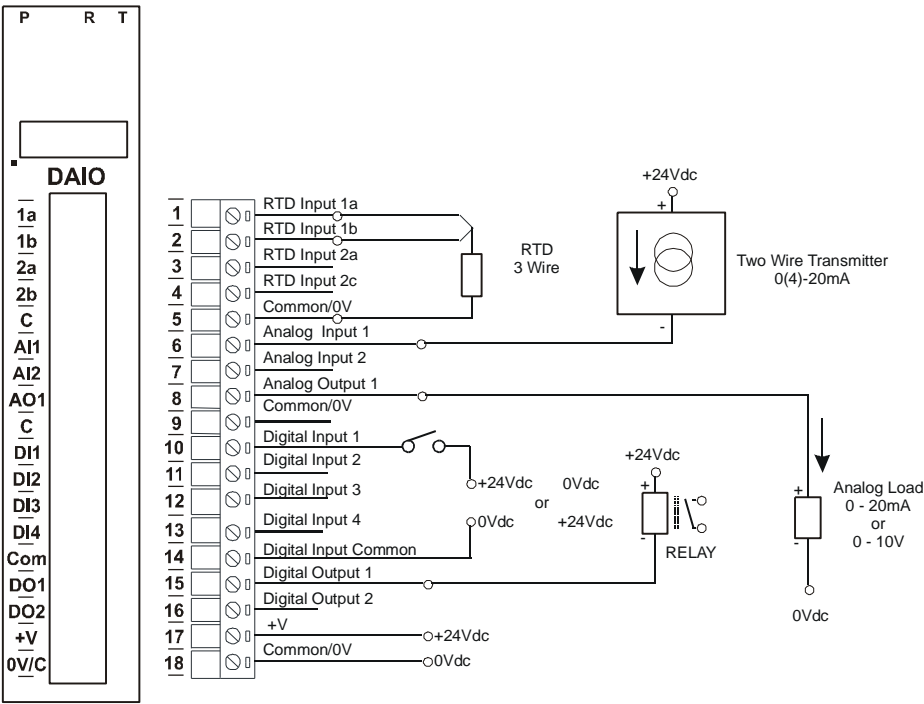 P R T
DAIO
1a
1b
2a
2b
C
AI1
AI2
AO1
C
DI1
DI2
DI3
DI4
Com
DO1
DO2
+V
0V/C
1 RTD Input 1a
2 RTD Input 1b
3 RTD Input 2a
4 RTD Input 2c
5 Common/0V
6 Analog Input 1
7 Analog Input 2
8 Analog Output 1
9 Common/0V
10 Digital Input 1
11 Digital Input 2
12 Digital Input 3
13 Digital Input 4
14 Digital Input Common
15 Digital Output 1
16 Digital Output 2
17 +V
18 Common/0V
RTD
3 Wire
+24Vdc
+
-
Two Wire Transmitter
0(4)-20mA
+24Vdc 0Vdc
or
0Vdc +24Vdc
+24Vdc
+
-
RELAY
+
-
Analog Load
0 - 20mA
or
0 - 10V
0Vdc
+24Vdc
0Vdc